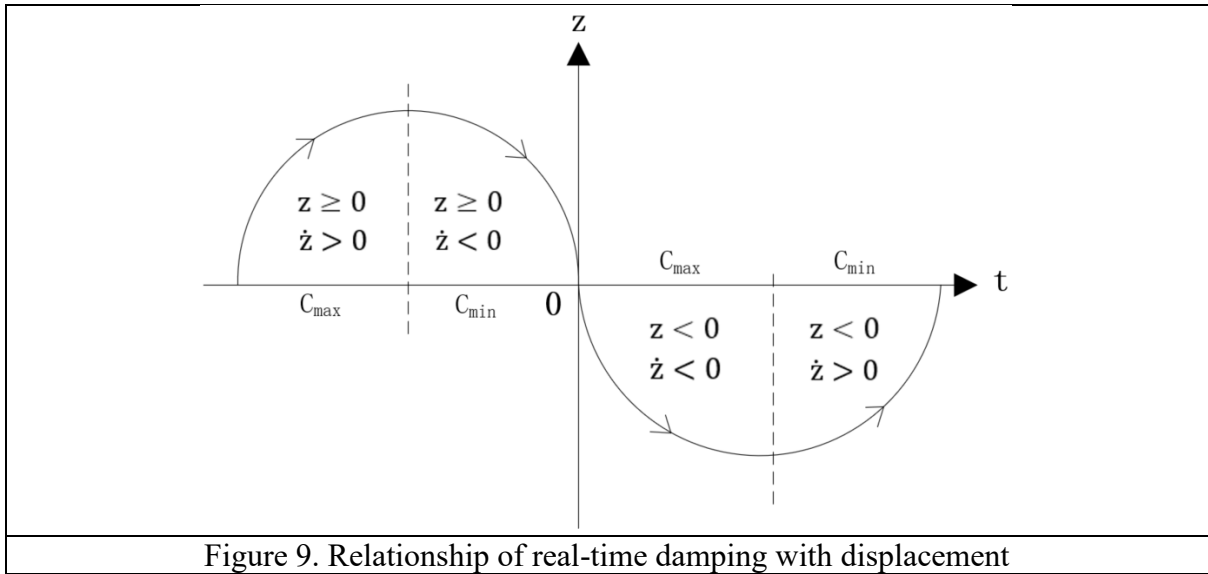 z
z ≥ 0 z ≥ 0
ż > 0 ż < 0
C_max C_min
C_max C_min 0 t
z < 0 z < 0
ż < 0 ż > 0
Figure 9. Relationship of real-time damping with displacement